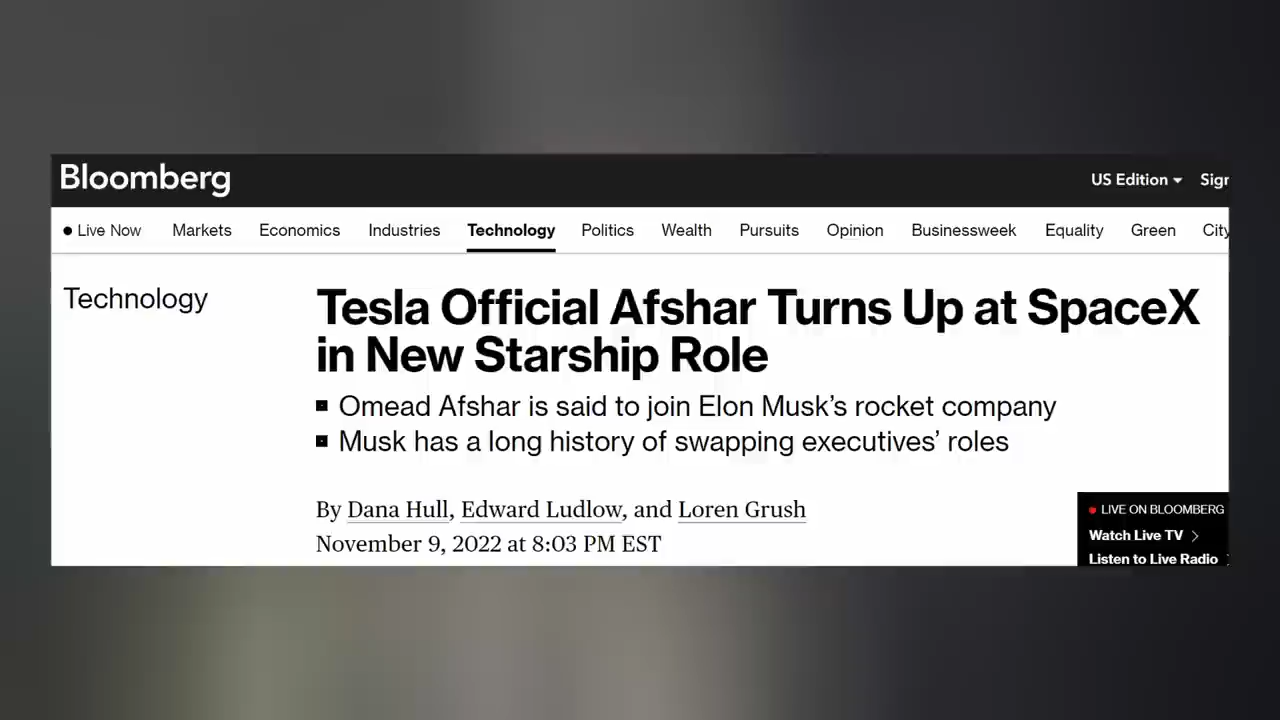 Bloomberg
US Edition
Live Now Markets Economics Industries Technology Politics Wealth Pursuits Opinion Businessweek Equality Green
Technology
Tesla Official Afshar Turns Up at SpaceX
in New Starship Role
Omead Afshar is said to join Elon Musk’s rocket company
Musk has a long history of swapping executives’ roles
By Dana Hull, Edward Ludlow, and Loren Grush
November 9, 2022 at 8:03 PM EST
LIVE ON BLOOMBERG
Watch Live TV
Listen to Live Radio